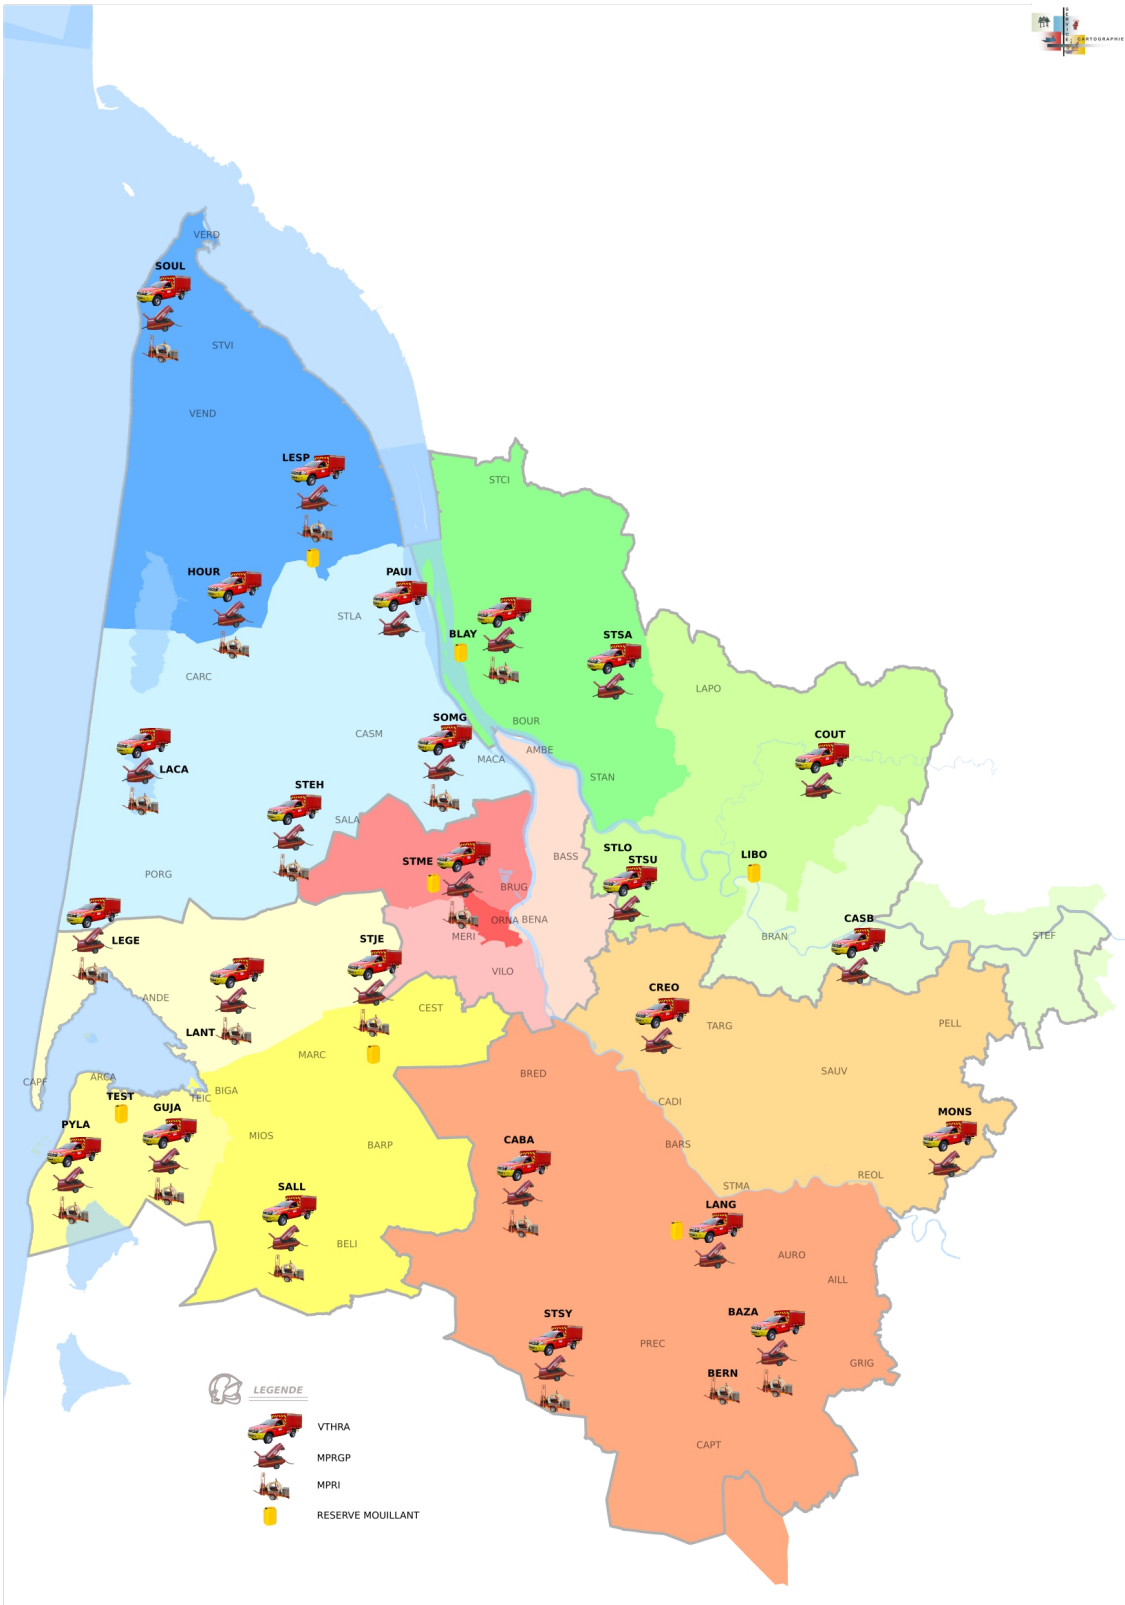 SERVICE
CARTOGRAPHIE
VERD
SOUL
STVI
VEND
LESP
STCI
HOUR
PAUI
STLA
BLAY
STSA
CARC
LAPO
SOMG
BOUR
CASM
COUT
AMBE
MACA
LACA
STAN
STEH
SALA
STLO
LIBO
BASS
STME
STSU
PORG
BRUG
CASB
ORNA
BENA
LEGE
STJE
MERI
BRAN
STEF
VILO
CREO
ANDE
CEST
TARG
PELL
LANT
MARC
BRED
SAUV
ARCA
CAPF
BIGA
TEIC
TEST
GUJA
CADI
MONS
PYLA
MIOS
CABA
BARP
BARS
REOL
SALL
STMA
LANG
BELI
AURO
AILL
STSY
BAZA
PREC
GRIG
BERN
LEGENDE
CAPT
VTHRA
MPRGP
MPRI
RESERVE MOUILLANT